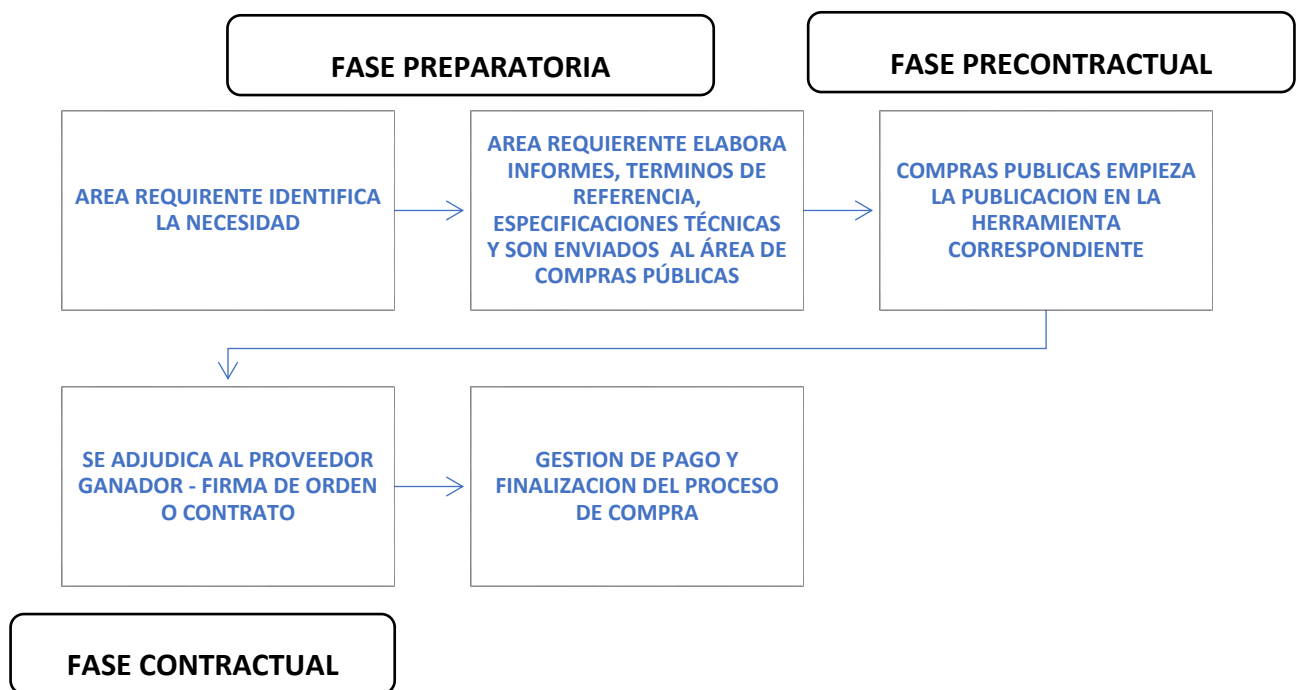 FASE PREPARATORIA
FASE PRECONTRACTUAL
AREA REQUIRENTE IDENTIFICA
LA NECESIDAD
AREA REQUIERENTE ELABORA
INFORMES, TERMINOS DE
REFERENCIA,
ESPECIFICACIONES TÉCNICAS
Y SON ENVIADOS AL ÁREA DE
COMPRAS PÚBLICAS
COMPRAS PUBLICAS EMPIEZA
LA PUBLICACION EN LA
HERRAMIENTA
CORRESPONDIENTE
SE ADJUDICA AL PROVEEDOR
GANADOR - FIRMA DE ORDEN
O CONTRATO
GESTION DE PAGO Y
FINALIZACION DEL PROCESO
DE COMPRA
FASE CONTRACTUAL